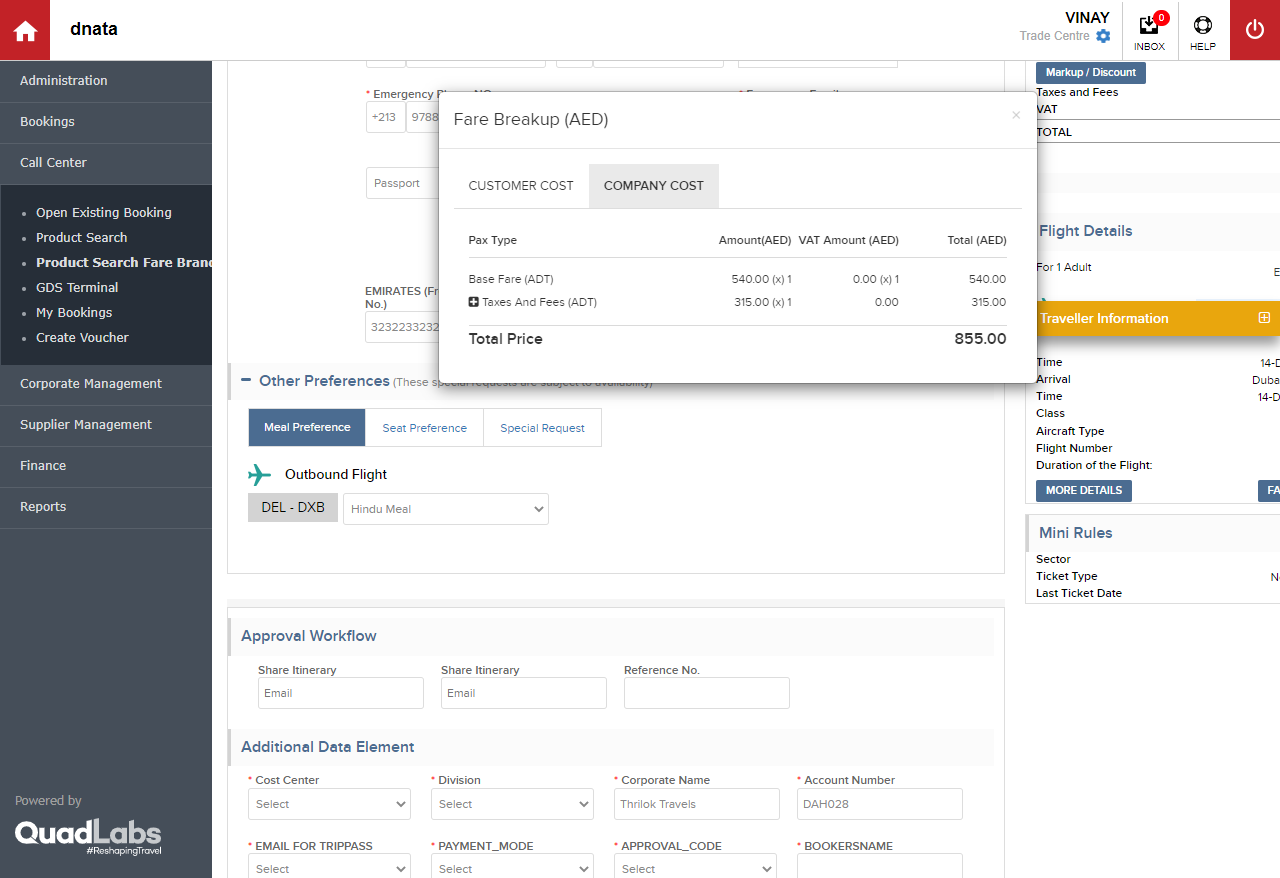 dnata
VINAY
Trade Centre
0
INBOX
HELP
Administration
Bookings
Call Center
Open Existing Booking
Product Search
Product Search Fare Brand
GDS Terminal
My Bookings
Create Voucher
Corporate Management
Supplier Management
Finance
Reports
Powered by
QuadLabs
#ReshapingTravel
* Emergency
+213 9788
Passport
EMIRATES
No.)
3232233232
Fare Breakup (AED)
×
CUSTOMER COST COMPANY COST
Pax Type Amount(AED) VAT Amount (AED) Total (AED)
Base Fare (ADT) 540.00 (x) 1 0.00 (x) 1 540.00
Taxes And Fees (ADT) 315.00 (x) 1 0.00 315.00
Total Price 855.00
Other Preferences (These special requests are subject to availability)
Meal Preference Seat Preference Special Request
Outbound Flight
DEL - DXB Hindu Meal
Approval Workflow
Share Itinerary Share Itinerary Reference No.
Email Email
Additional Data Element
* Cost Center * Division * Corporate Name * Account Number
Select Select Thrilok Travels DAH028
* EMAIL FOR TRIPPASS * PAYMENT_MODE * APPROVAL_CODE * BOOKERSNAME
Select Select Select
Markup / Discount
Taxes and Fees
VAT
TOTAL
Flight Details
For 1 Adult
Traveller Information
Time 14-D
Arrival Duba
Time 14-D
Class
Aircraft Type
Flight Number
Duration of the Flight:
MORE DETAILS FA
Mini Rules
Sector
Ticket Type
Last Ticket Date